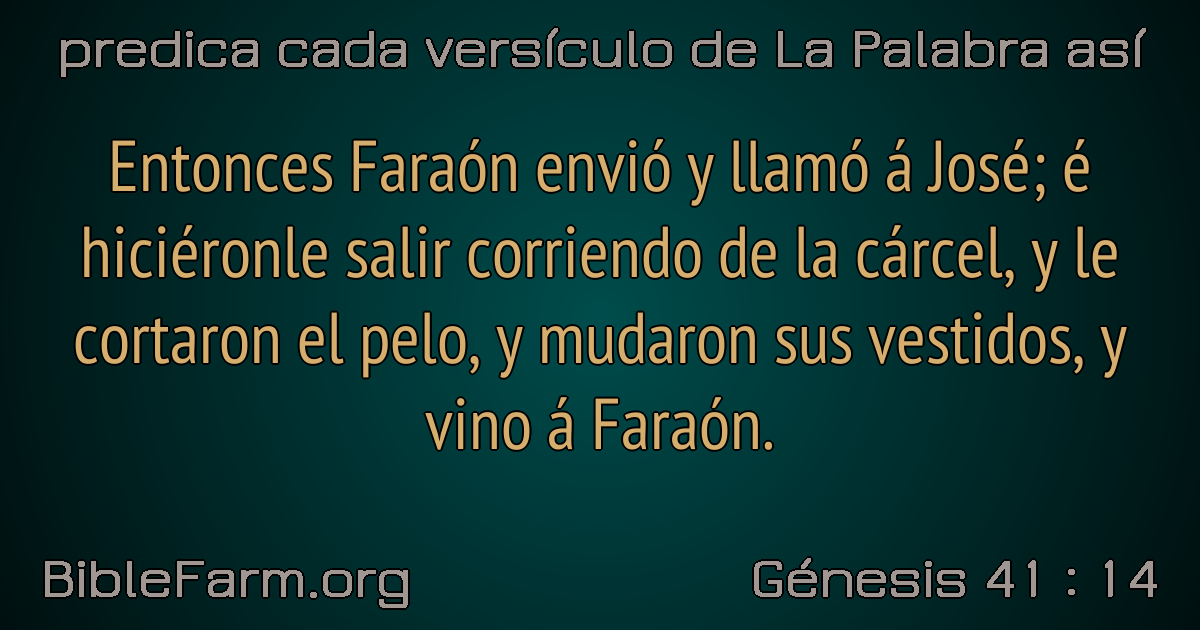 predica cada versículo de La Palabra así
Entonces Faraón envió y llamó á José; é
hiciéronle salir corriendo de la cárcel, y le
cortaron el pelo, y mudaron sus vestidos, y
vino á Faraón.
BibleFarm.org
Génesis 41 : 14